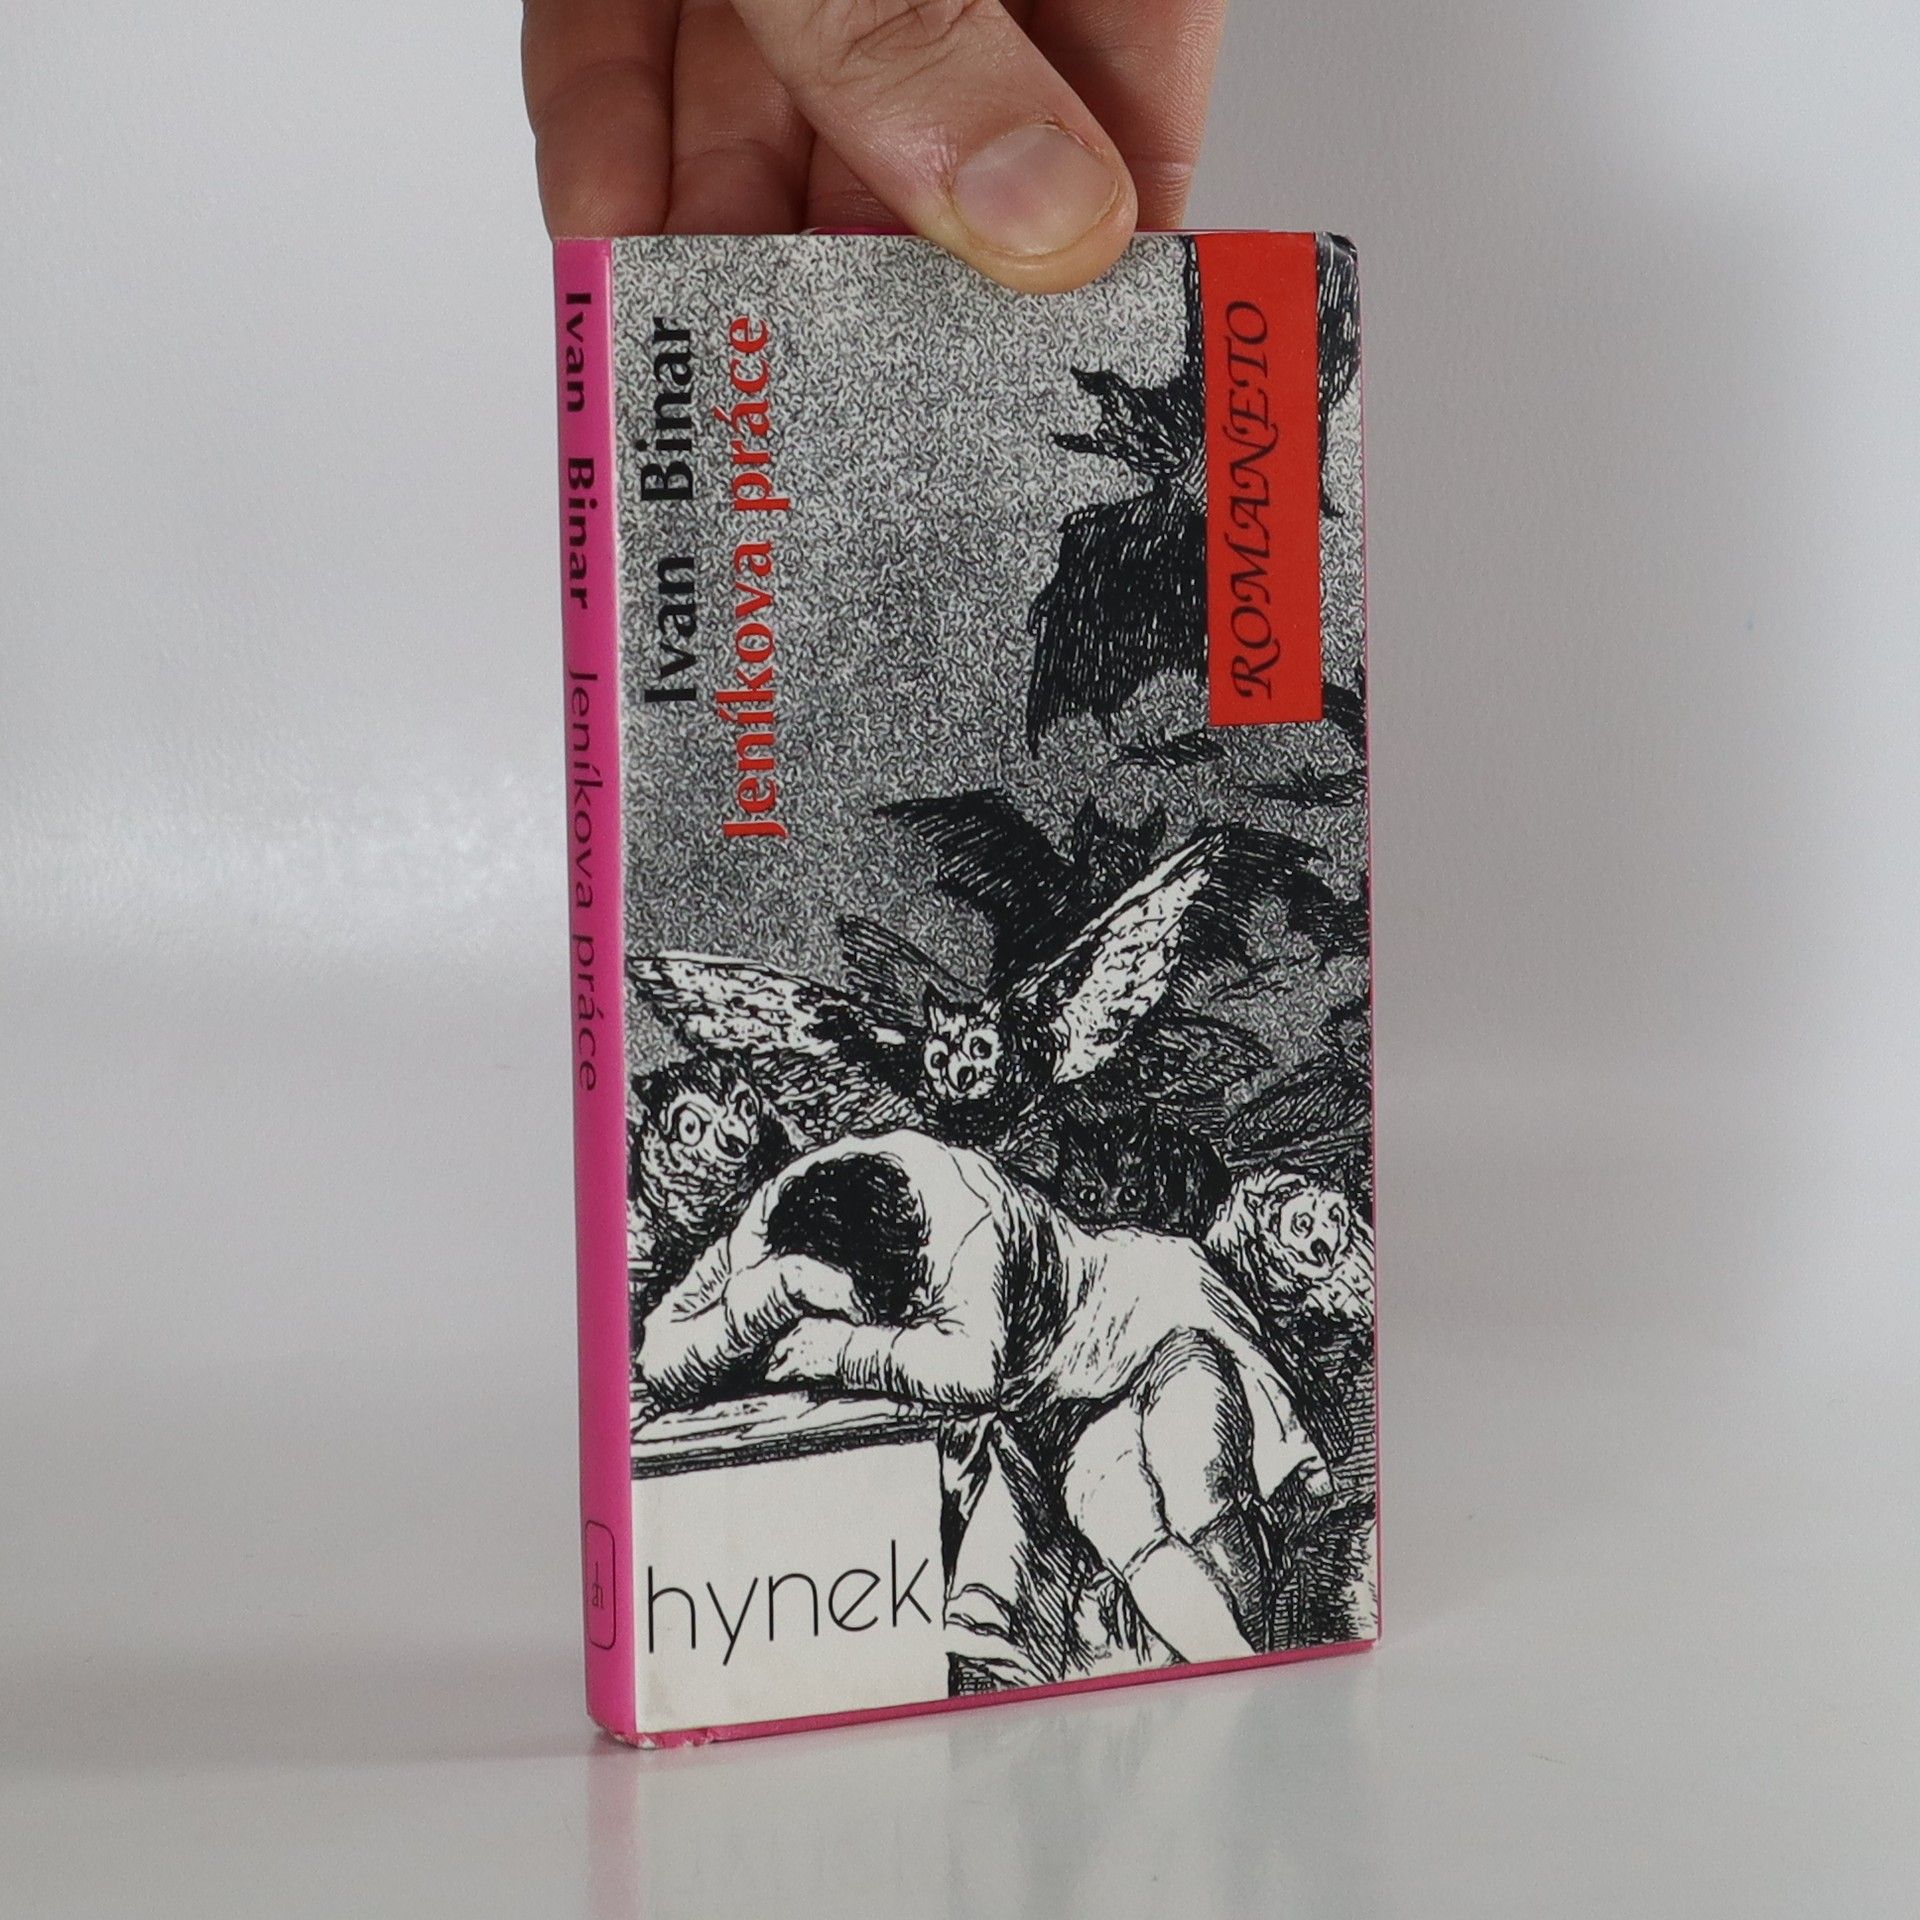 Ivan Binar Jeníkova práce
Ivan Binar
Jeníkova práce
ROMANETO
hynek